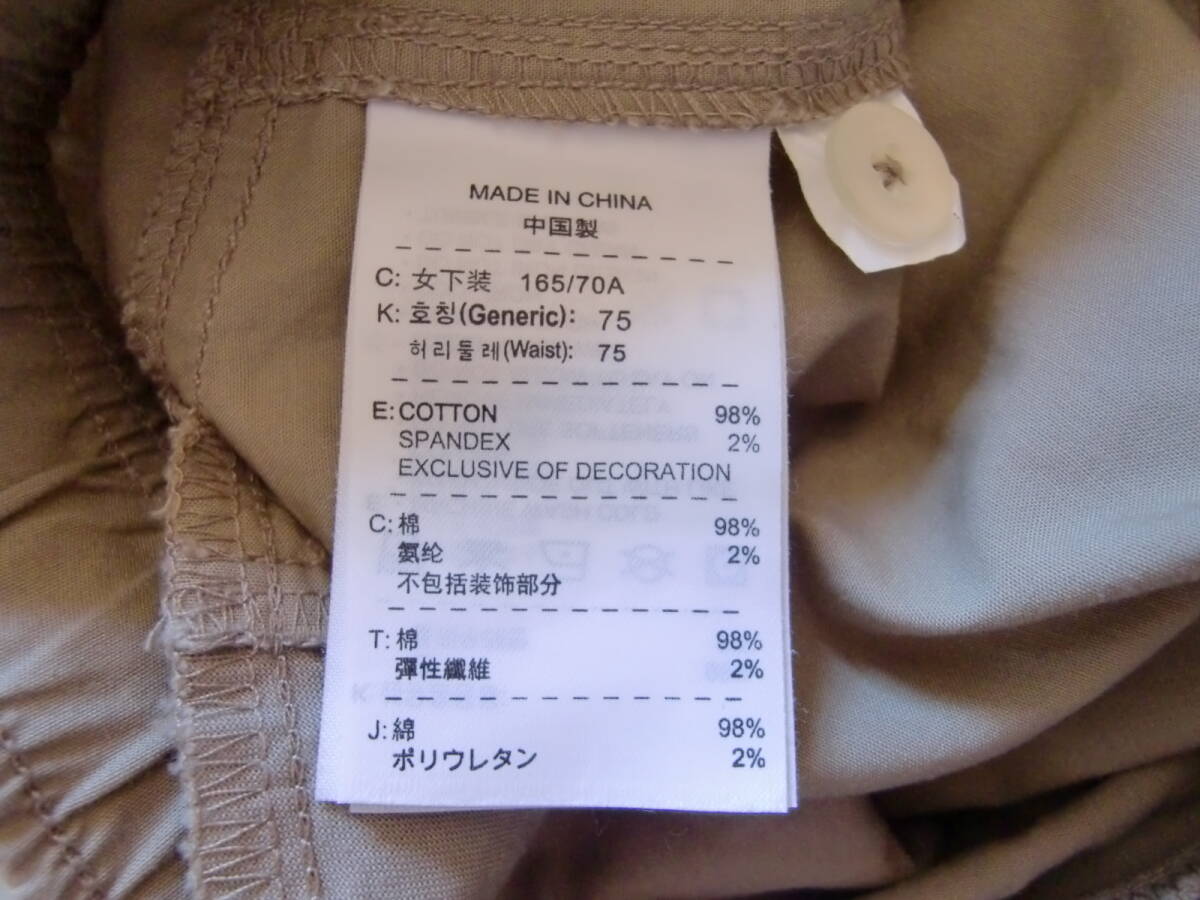 MADE IN CHINA
中国製
C: 女下装 165/70A
K: 호칭(Generic): 75
허리둘레(Waist): 75
E: COTTON 98%
SPANDEX 2%
EXCLUSIVE OF DECORATION
C: 棉 98%
氨纶 2%
不包括装饰部分
T: 棉 98%
彈性纖維 2%
J: 綿 98%
ポリウレタン 2%